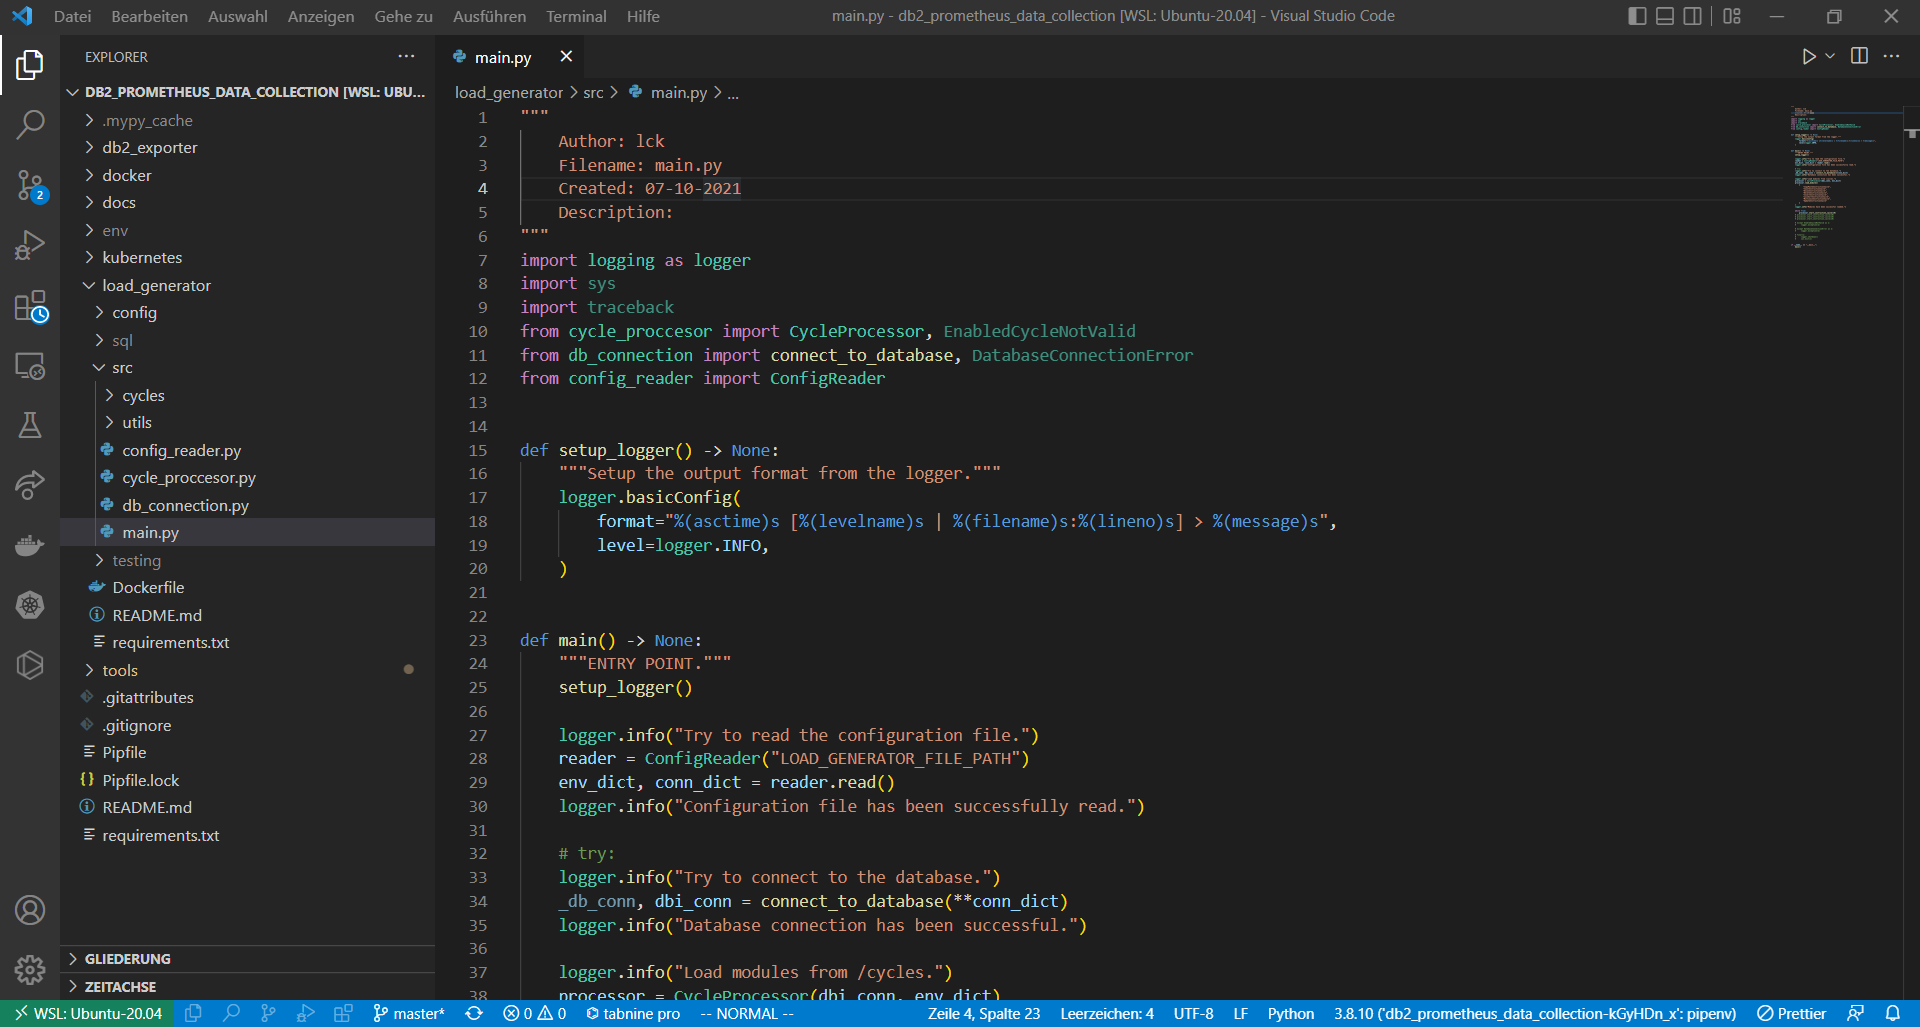 Datei Bearbeiten Auswahl Anzeigen Gehe zu Ausführen Terminal Hilfe
main.py - db2_prometheus_data_collection [WSL: Ubuntu-20.04] - Visual Studio Code
EXPLORER
DB2_PROMETHEUS_DATA_COLLECTION [WSL: UBU...
.mypy_cache
db2_exporter
docker
docs
env
kubernetes
load_generator
config
sql
src
cycles
utils
config_reader.py
cycle_proccesor.py
db_connection.py
main.py
testing
Dockerfile
README.md
requirements.txt
tools
.gitattributes
.gitignore
Pipfile
Pipfile.lock
README.md
requirements.txt
GLIEDERUNG
ZEITACHSE
2
main.py
load_generator > src > main.py > ...
1 """
2 Author: lck
3 Filename: main.py
4 Created: 07-10-2021
5 Description:
6 """
7 import logging as logger
8 import sys
9 import traceback
10 from cycle_proccesor import CycleProcessor, EnabledCycleNotValid
11 from db_connection import connect_to_database, DatabaseConnectionError
12 from config_reader import ConfigReader
13
14
15 def setup_logger() -> None:
16 """Setup the output format from the logger."""
17 logger.basicConfig(
18 format="%(asctime)s [%(levelname)s | %(filename)s:%(lineno)s] > %(message)s",
19 level=logger.INFO,
20 )
21
22
23 def main() -> None:
24 """ENTRY POINT."""
25 setup_logger()
26
27 logger.info("Try to read the configuration file.")
28 reader = ConfigReader("LOAD_GENERATOR_FILE_PATH")
29 env_dict, conn_dict = reader.read()
30 logger.info("Configuration file has been successfully read.")
31
32 # try:
33 logger.info("Try to connect to the database.")
34 _db_conn, dbi_conn = connect_to_database(**conn_dict)
35 logger.info("Database connection has been successful.")
36
37 logger.info("Load modules from /cycles.")
38 processor = CycleProcessor(dbi_conn, env_dict)
WSL: Ubuntu-20.04 master* 0 0 tabnine pro -- NORMAL -- Zeile 4, Spalte 23 Leerzeichen: 4 UTF-8 LF Python 3.8.10 ('db2_prometheus_data_collection-kGyHDn_x': pipenv) Prettier